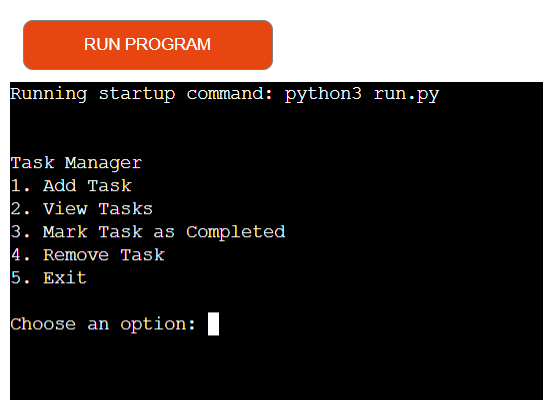 RUN PROGRAM
Running startup command: python3 run.py
Task Manager
1. Add Task
2. View Tasks
3. Mark Task as Completed
4. Remove Task
5. Exit
Choose an option: